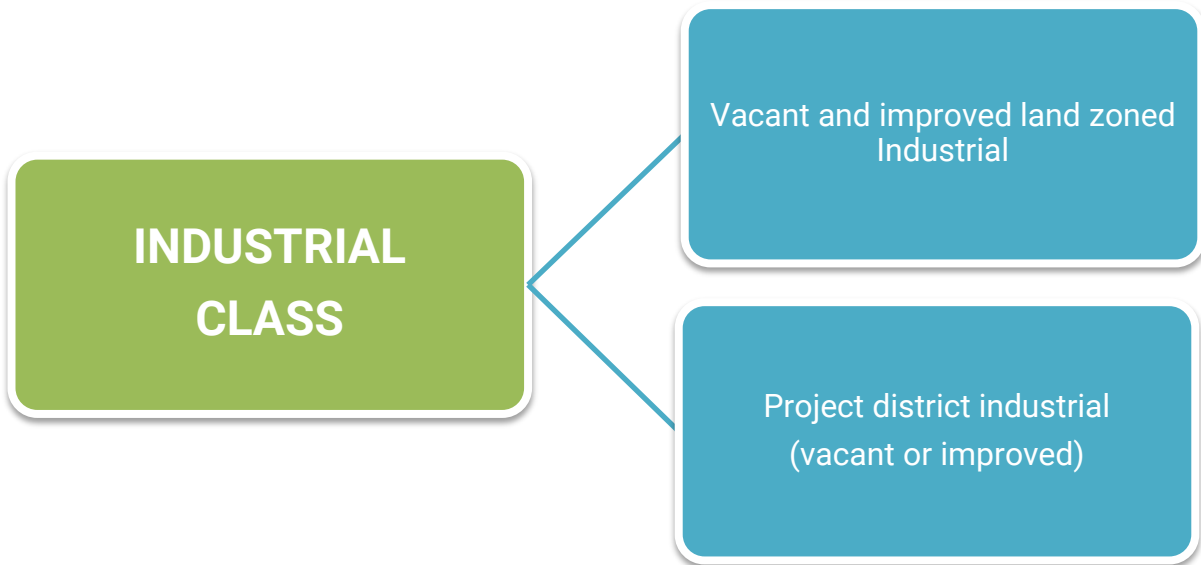 INDUSTRIAL
CLASS
Vacant and improved land zoned
Industrial
Project district industrial
(vacant or improved)